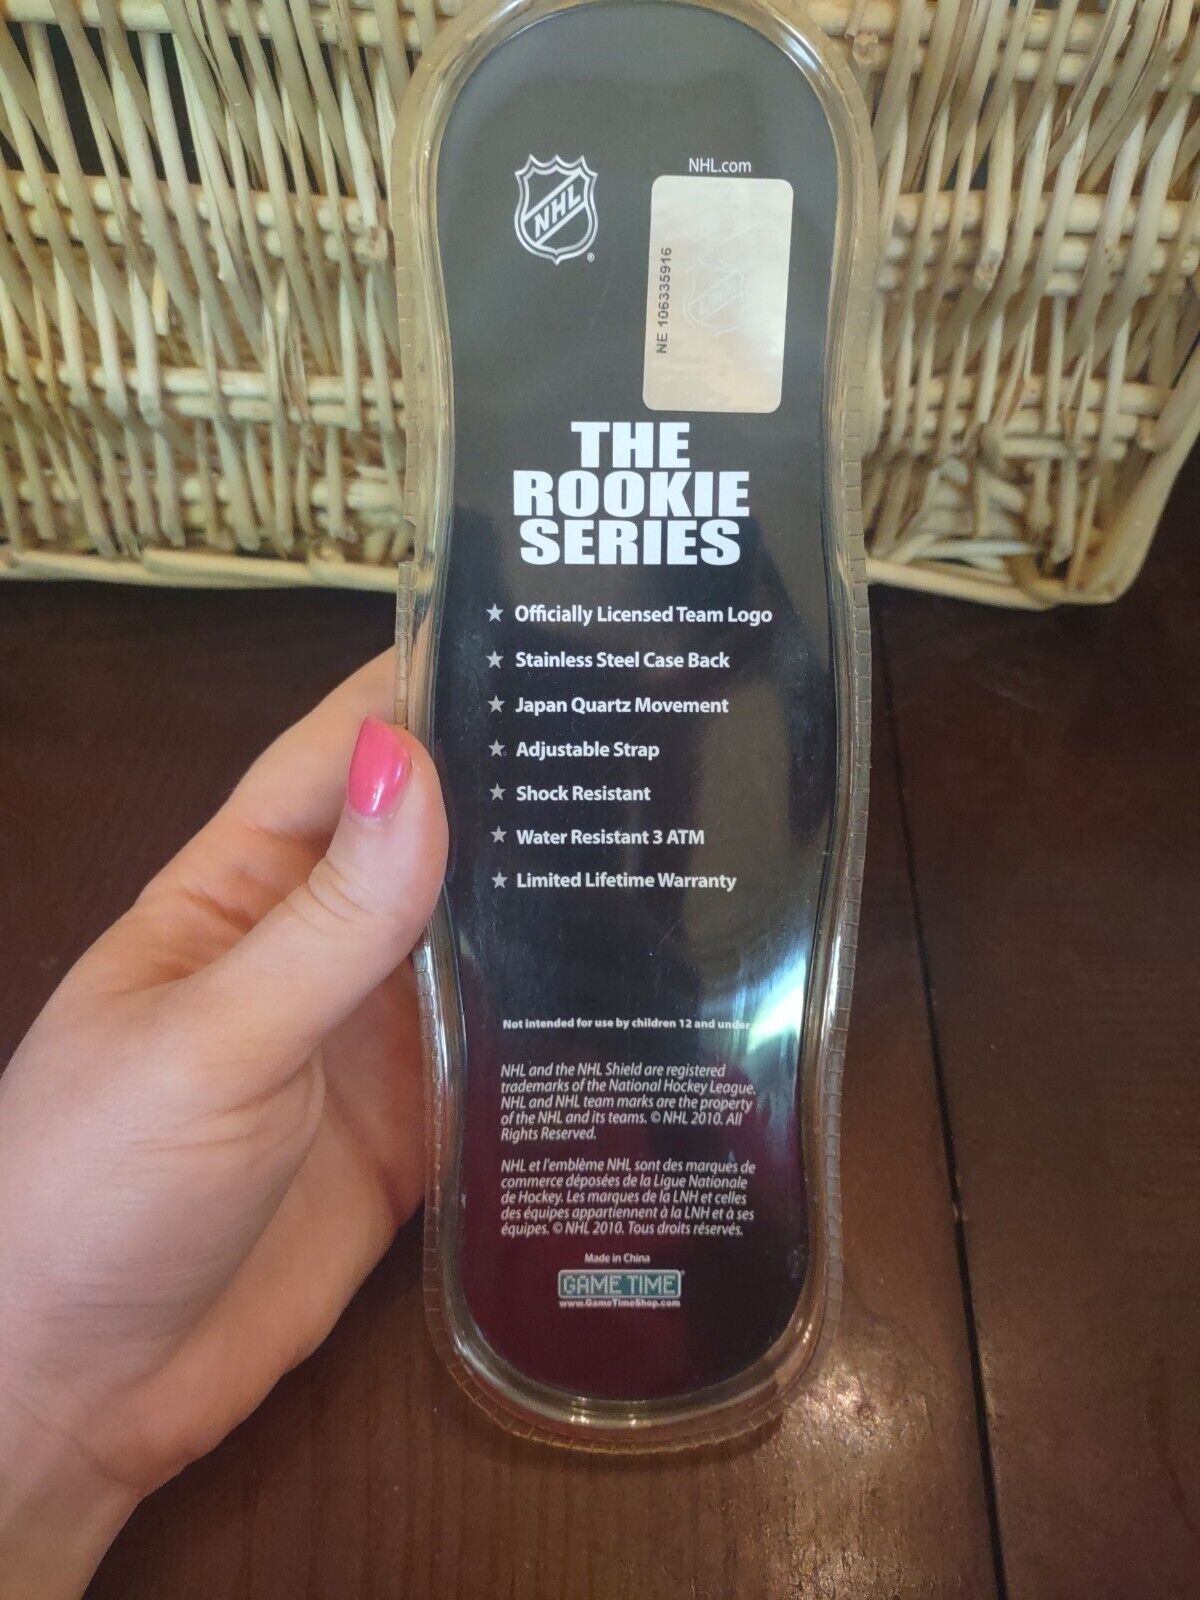 NHL
®
NHL.com
NE 106335916
THE
ROOKIE
SERIES
★ Officially Licensed Team Logo
★ Stainless Steel Case Back
★ Japan Quartz Movement
★ Adjustable Strap
★ Shock Resistant
★ Water Resistant 3 ATM
★ Limited Lifetime Warranty
Not intended for use by children 12 and under
NHL and the NHL Shield are registered
trademarks of the National Hockey League,
NHL and NHL team marks are the property
of the NHL and its teams. © NHL 2010. All
Rights Reserved.
NHL et l'emblème NHL sont des marques de
commerce déposées de la Ligue Nationale
de Hockey. Les marques de la LNH et celles
des équipes appartiennent à la LNH et à ses
équipes. © NHL 2010. Tous droits réservés.
Made in China
GAME TIME®
www.GameTimeShop.com